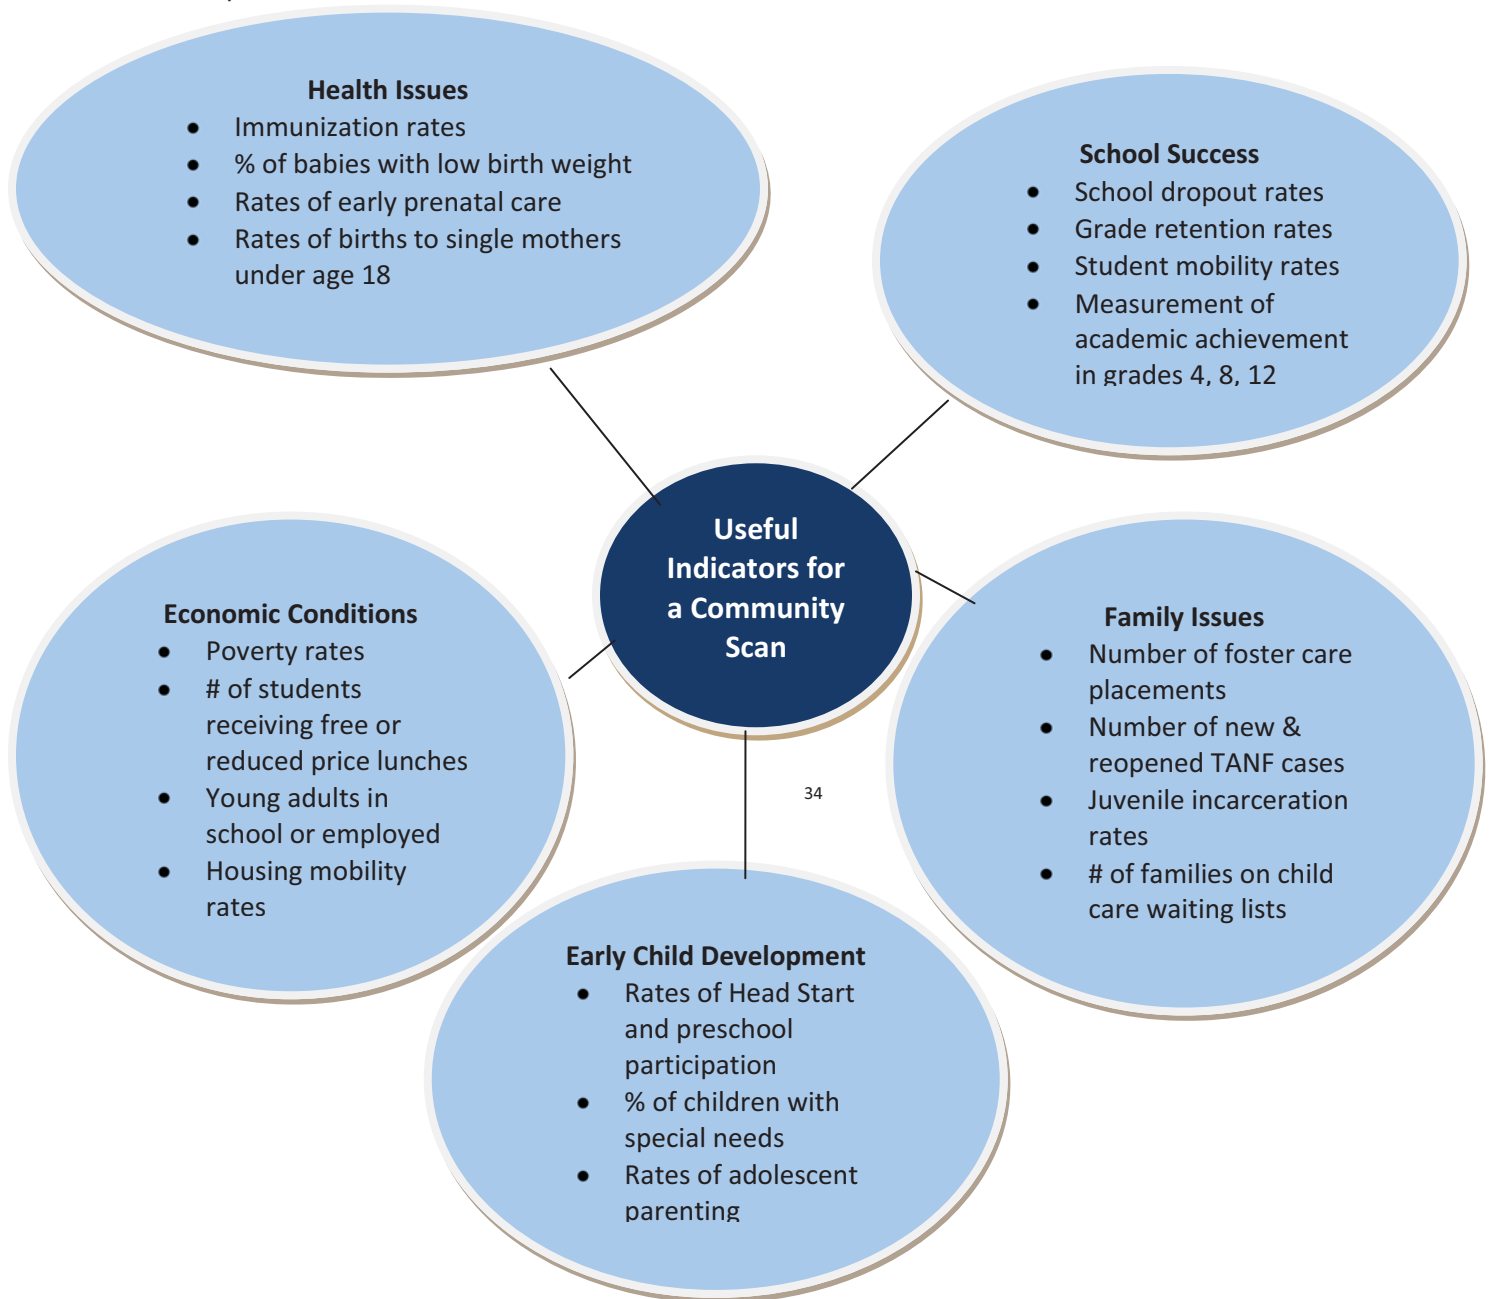 Health Issues
• Immunization rates
• % of babies with low birth weight
• Rates of early prenatal care
• Rates of births to single mothers
under age 18
School Success
• School dropout rates
• Grade retention rates
• Student mobility rates
• Measurement of
academic achievement
in grades 4, 8, 12
Useful
Indicators for
a Community
Scan
Economic Conditions
• Poverty rates
• # of students
receiving free or
reduced price lunches
• Young adults in
school or employed
• Housing mobility
rates
Family Issues
• Number of foster care
placements
• Number of new &
reopened TANF cases
• Juvenile incarceration
rates
• # of families on child
care waiting lists
34
Early Child Development
• Rates of Head Start
and preschool
participation
• % of children with
special needs
• Rates of adolescent
parenting